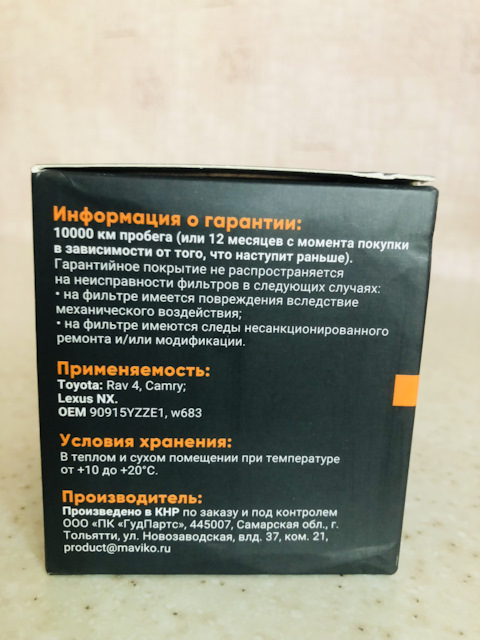 Информация о гарантии:
10000 км пробега (или 12 месяцев с момента покупки
в зависимости от того, что наступит раньше).
Гарантийное покрытие не распространяется
на неисправности фильтров в следующих случаях:
• на фильтре имеется повреждения вследствие
механического воздействия;
• на фильтре имеются следы несанкционированного
ремонта и/или модификации.
Применяемость:
Toyota: Rav 4, Camry;
Lexus NX.
OEM 90915YZZE1, w683
Условия хранения:
В теплом и сухом помещении при температуре
от +10 до +20°С.
Производитель:
Произведено в КНР по заказу и под контролем
ООО «ПК «ГудПартс», 445007, Самарская обл., г.
Тольятти, ул. Новозаводская, влд. 37, ком. 21,
product@maviko.ru